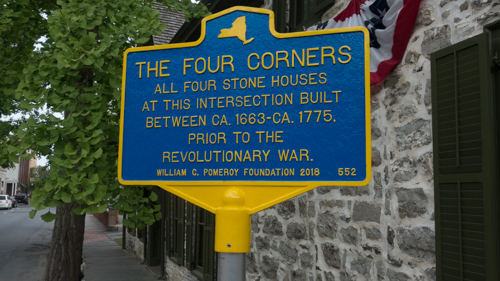 THE FOUR CORNERS
ALL FOUR STONE HOUSES
AT THIS INTERSECTION BUILT
BETWEEN CA. 1663-CA. 1775,
PRIOR TO THE
REVOLUTIONARY WAR.
WILLIAM C. POMEROY FOUNDATION 2018 552